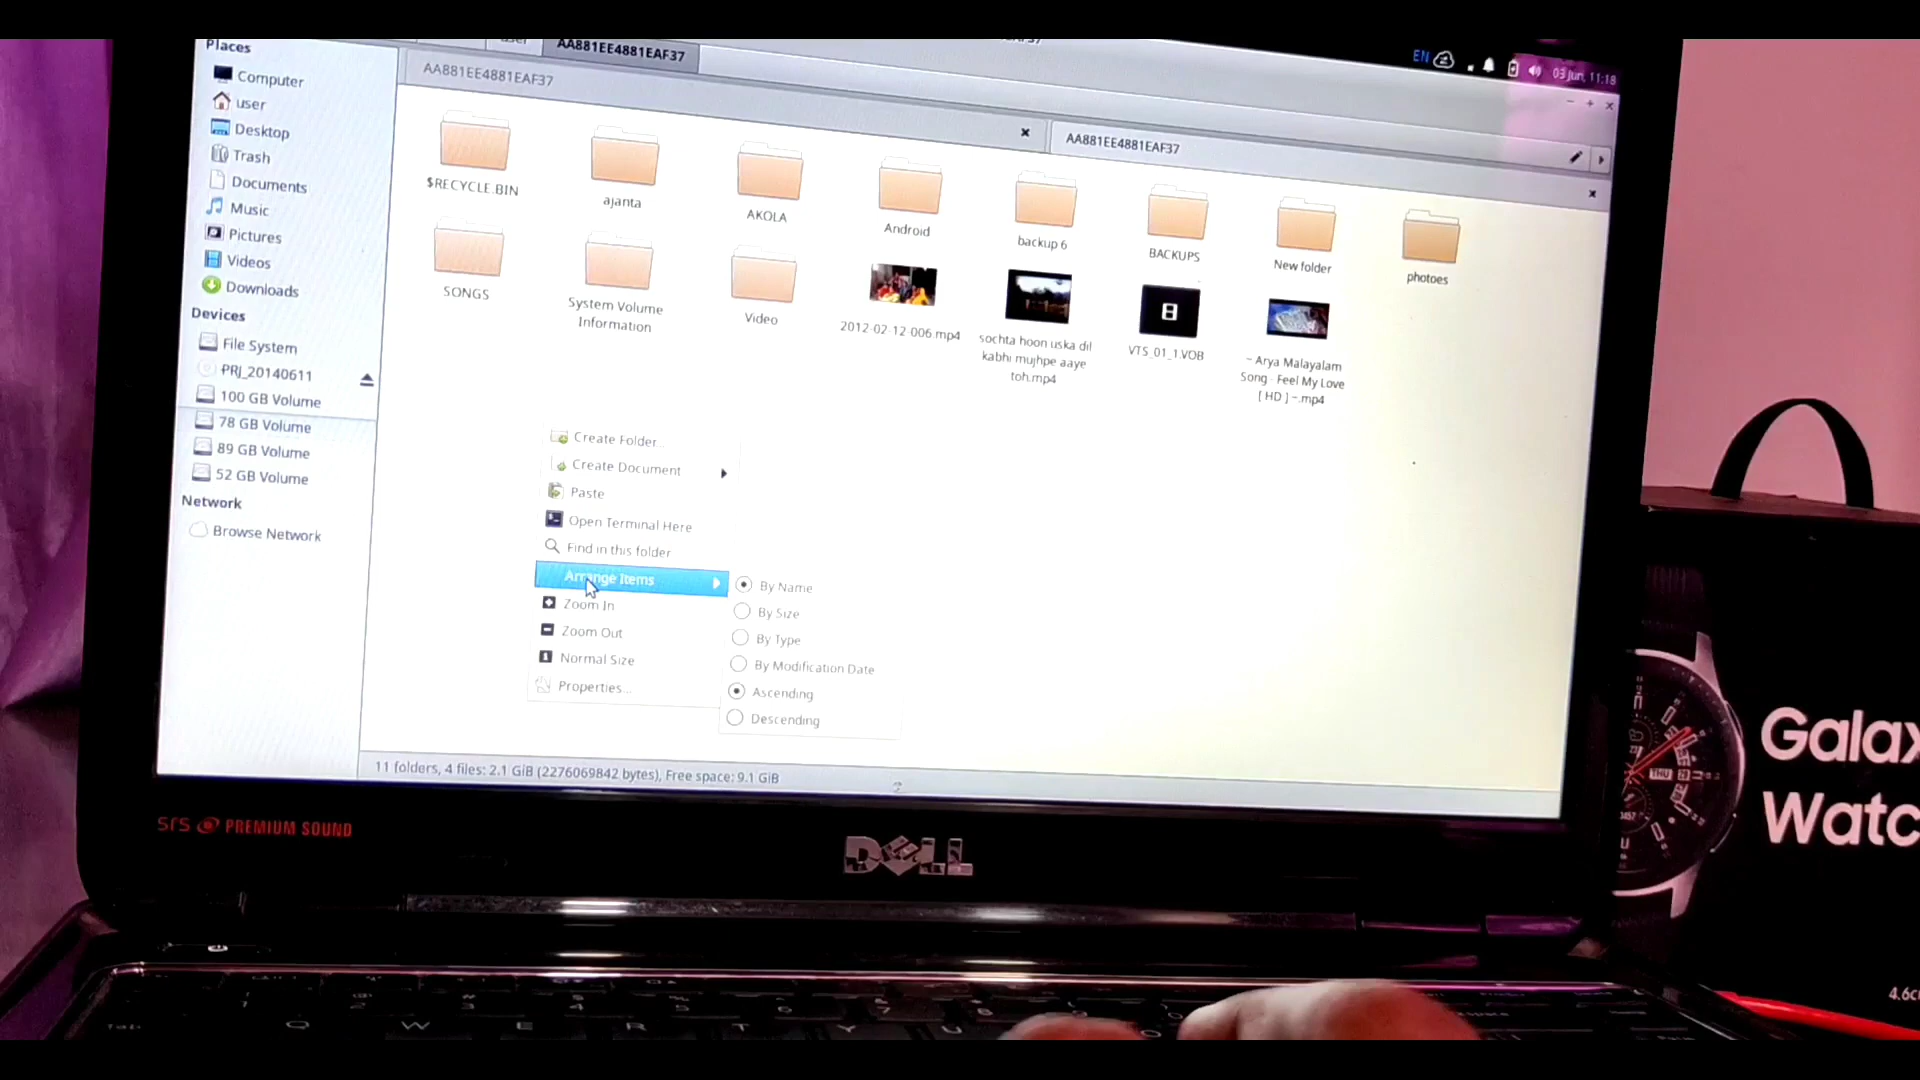 AA881EE4881EAF37
EN
03 Jun, 11:18
Places
Computer
user
Desktop
Trash
Documents
Music
Pictures
Videos
Downloads
Devices
File System
PRJ_20140611
100 GB Volume
78 GB Volume
89 GB Volume
52 GB Volume
Network
Browse Network
AA881EE4881EAF37
AA881EE4881EAF37
$RECYCLE.BIN
ajanta
AKOLA
Android
backup 6
BACKUPS
New folder
photoes
SONGS
System Volume
Information
Video
2012-02-12-006.mp4
sochta hoon uska dil
kabhi mujhpe aaye
toh.mp4
VTS_01_1.VOB
~ Arya Malayalam
Song - Feel My Love
[ HD ] ~.mp4
Create Folder...
Create Document
Paste
Open Terminal Here
Find in this folder
Arrange Items
Zoom In
Zoom Out
Normal Size
Properties...
By Name
By Size
By Type
By Modification Date
Ascending
Descending
11 folders, 4 files: 2.1 GiB (2276069842 bytes), Free space: 9.1 GiB
SrS PREMIUM SOUND
DELL
Galax
Watc
THU
Tab
Q W E R T Y U